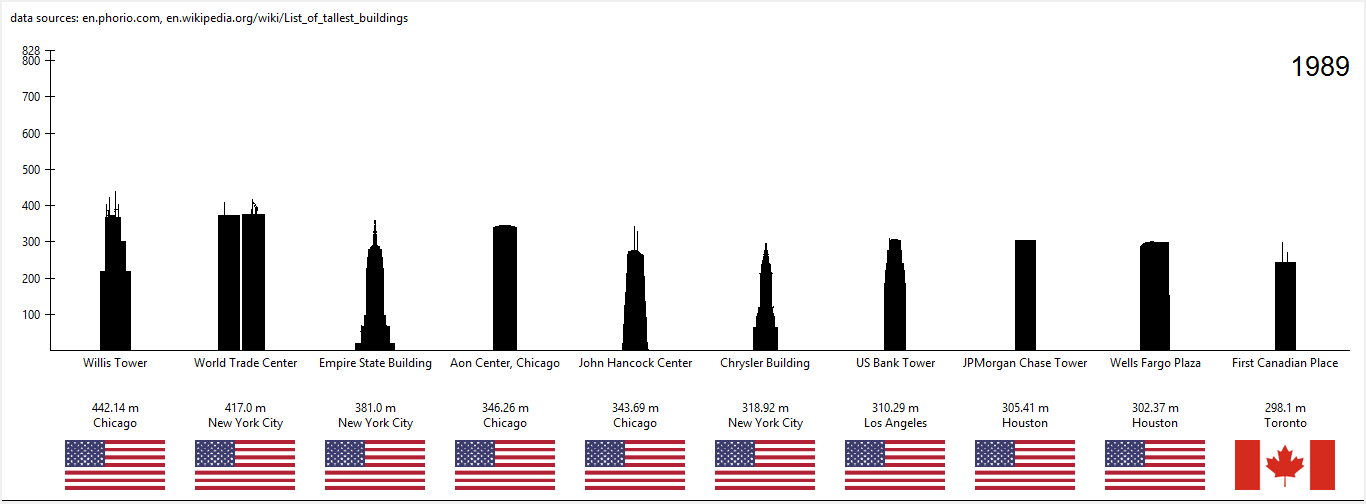 data sources: en.phorio.com, en.wikipedia.org/wiki/List_of_tallest_buildings
1989
828
800
700
600
500
400
300
200
100
Willis Tower World Trade Center Empire State Building Aon Center, Chicago John Hancock Center Chrysler Building US Bank Tower JPMorgan Chase Tower Wells Fargo Plaza First Canadian Place
442.14 m 417.0 m 381.0 m 346.26 m 343.69 m 318.92 m 310.29 m 305.41 m 302.37 m 298.1 m
Chicago New York City New York City Chicago Chicago New York City Los Angeles Houston Houston Toronto